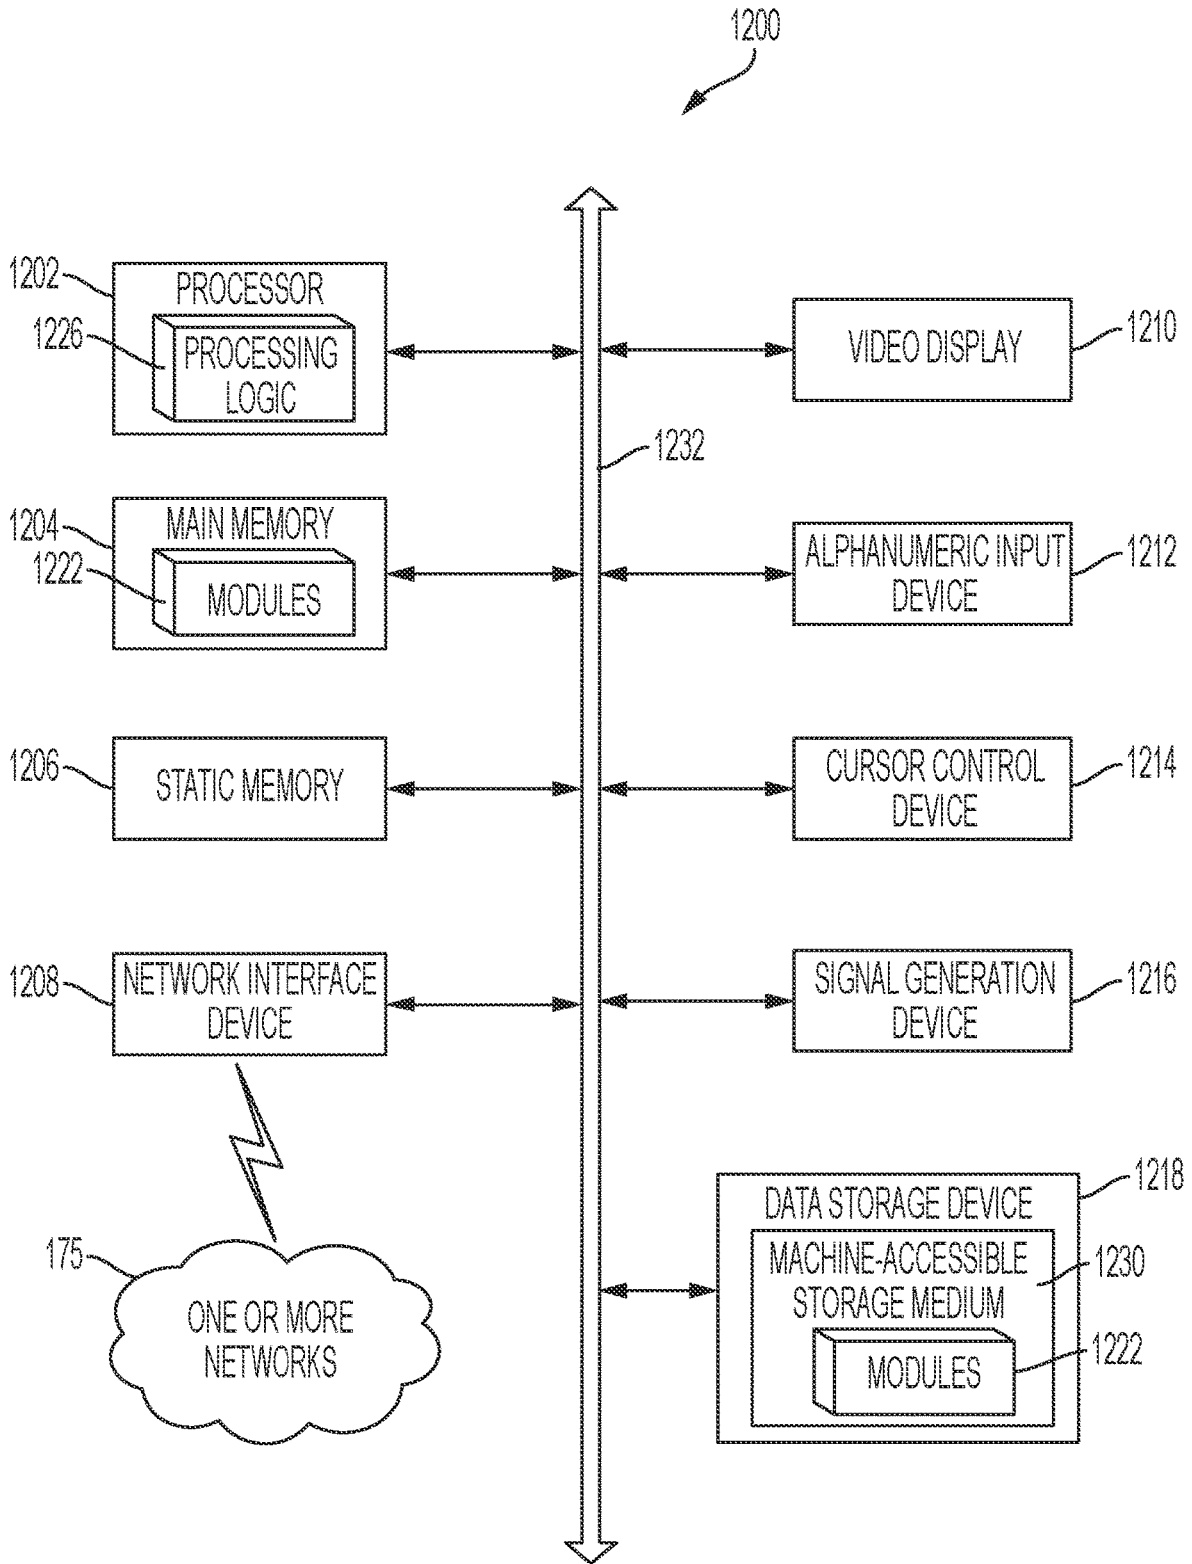 1200
1202
PROCESSOR
1226
PROCESSING
LOGIC
1210
VIDEO DISPLAY
1232
1204
MAIN MEMORY
1222
MODULES
ALPHANUMERIC INPUT
DEVICE
1212
1206
STATIC MEMORY
CURSOR CONTROL
DEVICE
1214
1208
NETWORK INTERFACE
DEVICE
SIGNAL GENERATION
DEVICE
1216
175
ONE OR MORE
NETWORKS
1218
DATA STORAGE DEVICE
MACHINE-ACCESSIBLE
STORAGE MEDIUM
1230
MODULES
1222